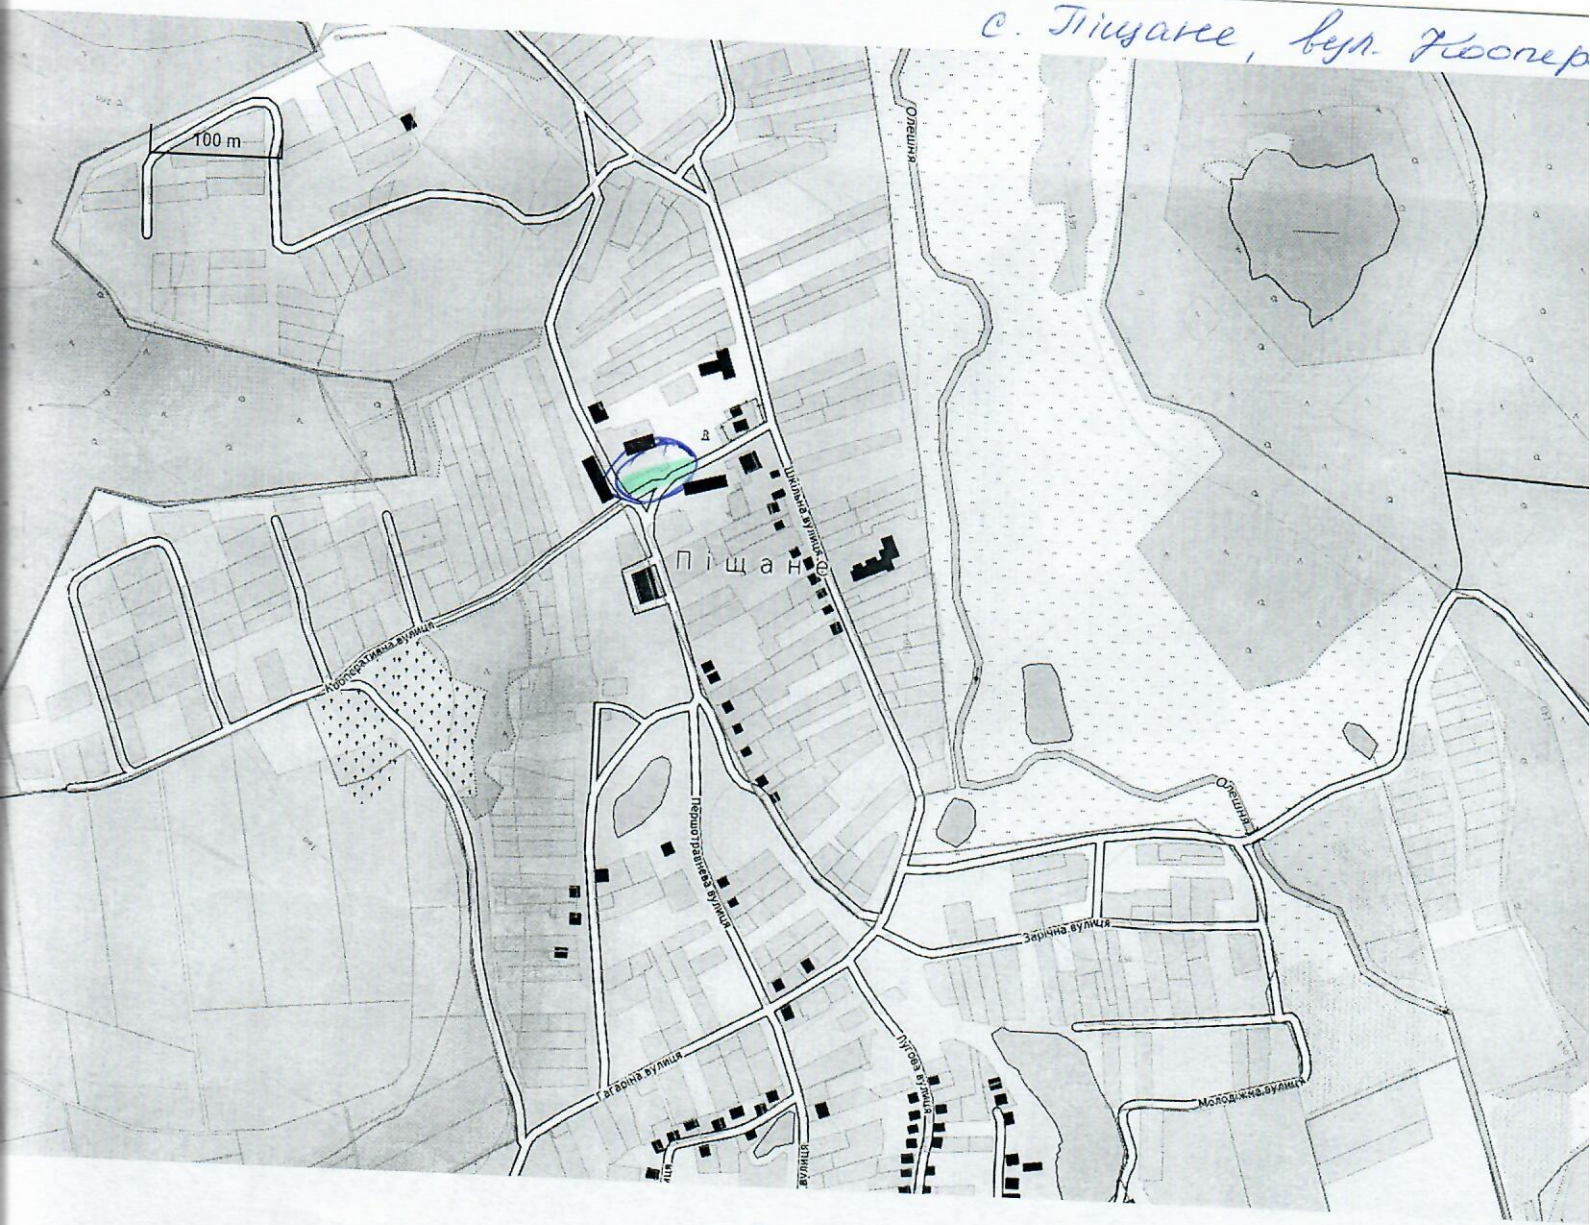 с. Піщане, вул. Коопер
100 m
Олешня
Шкільна вулиця
Піщане
Кооперативна вулиця
Олешня
Першотравнева вулиця
Зарічна вулиця
Гагаріна вулиця
Лугова вулиця
Молодіжна вулиця
вулиця